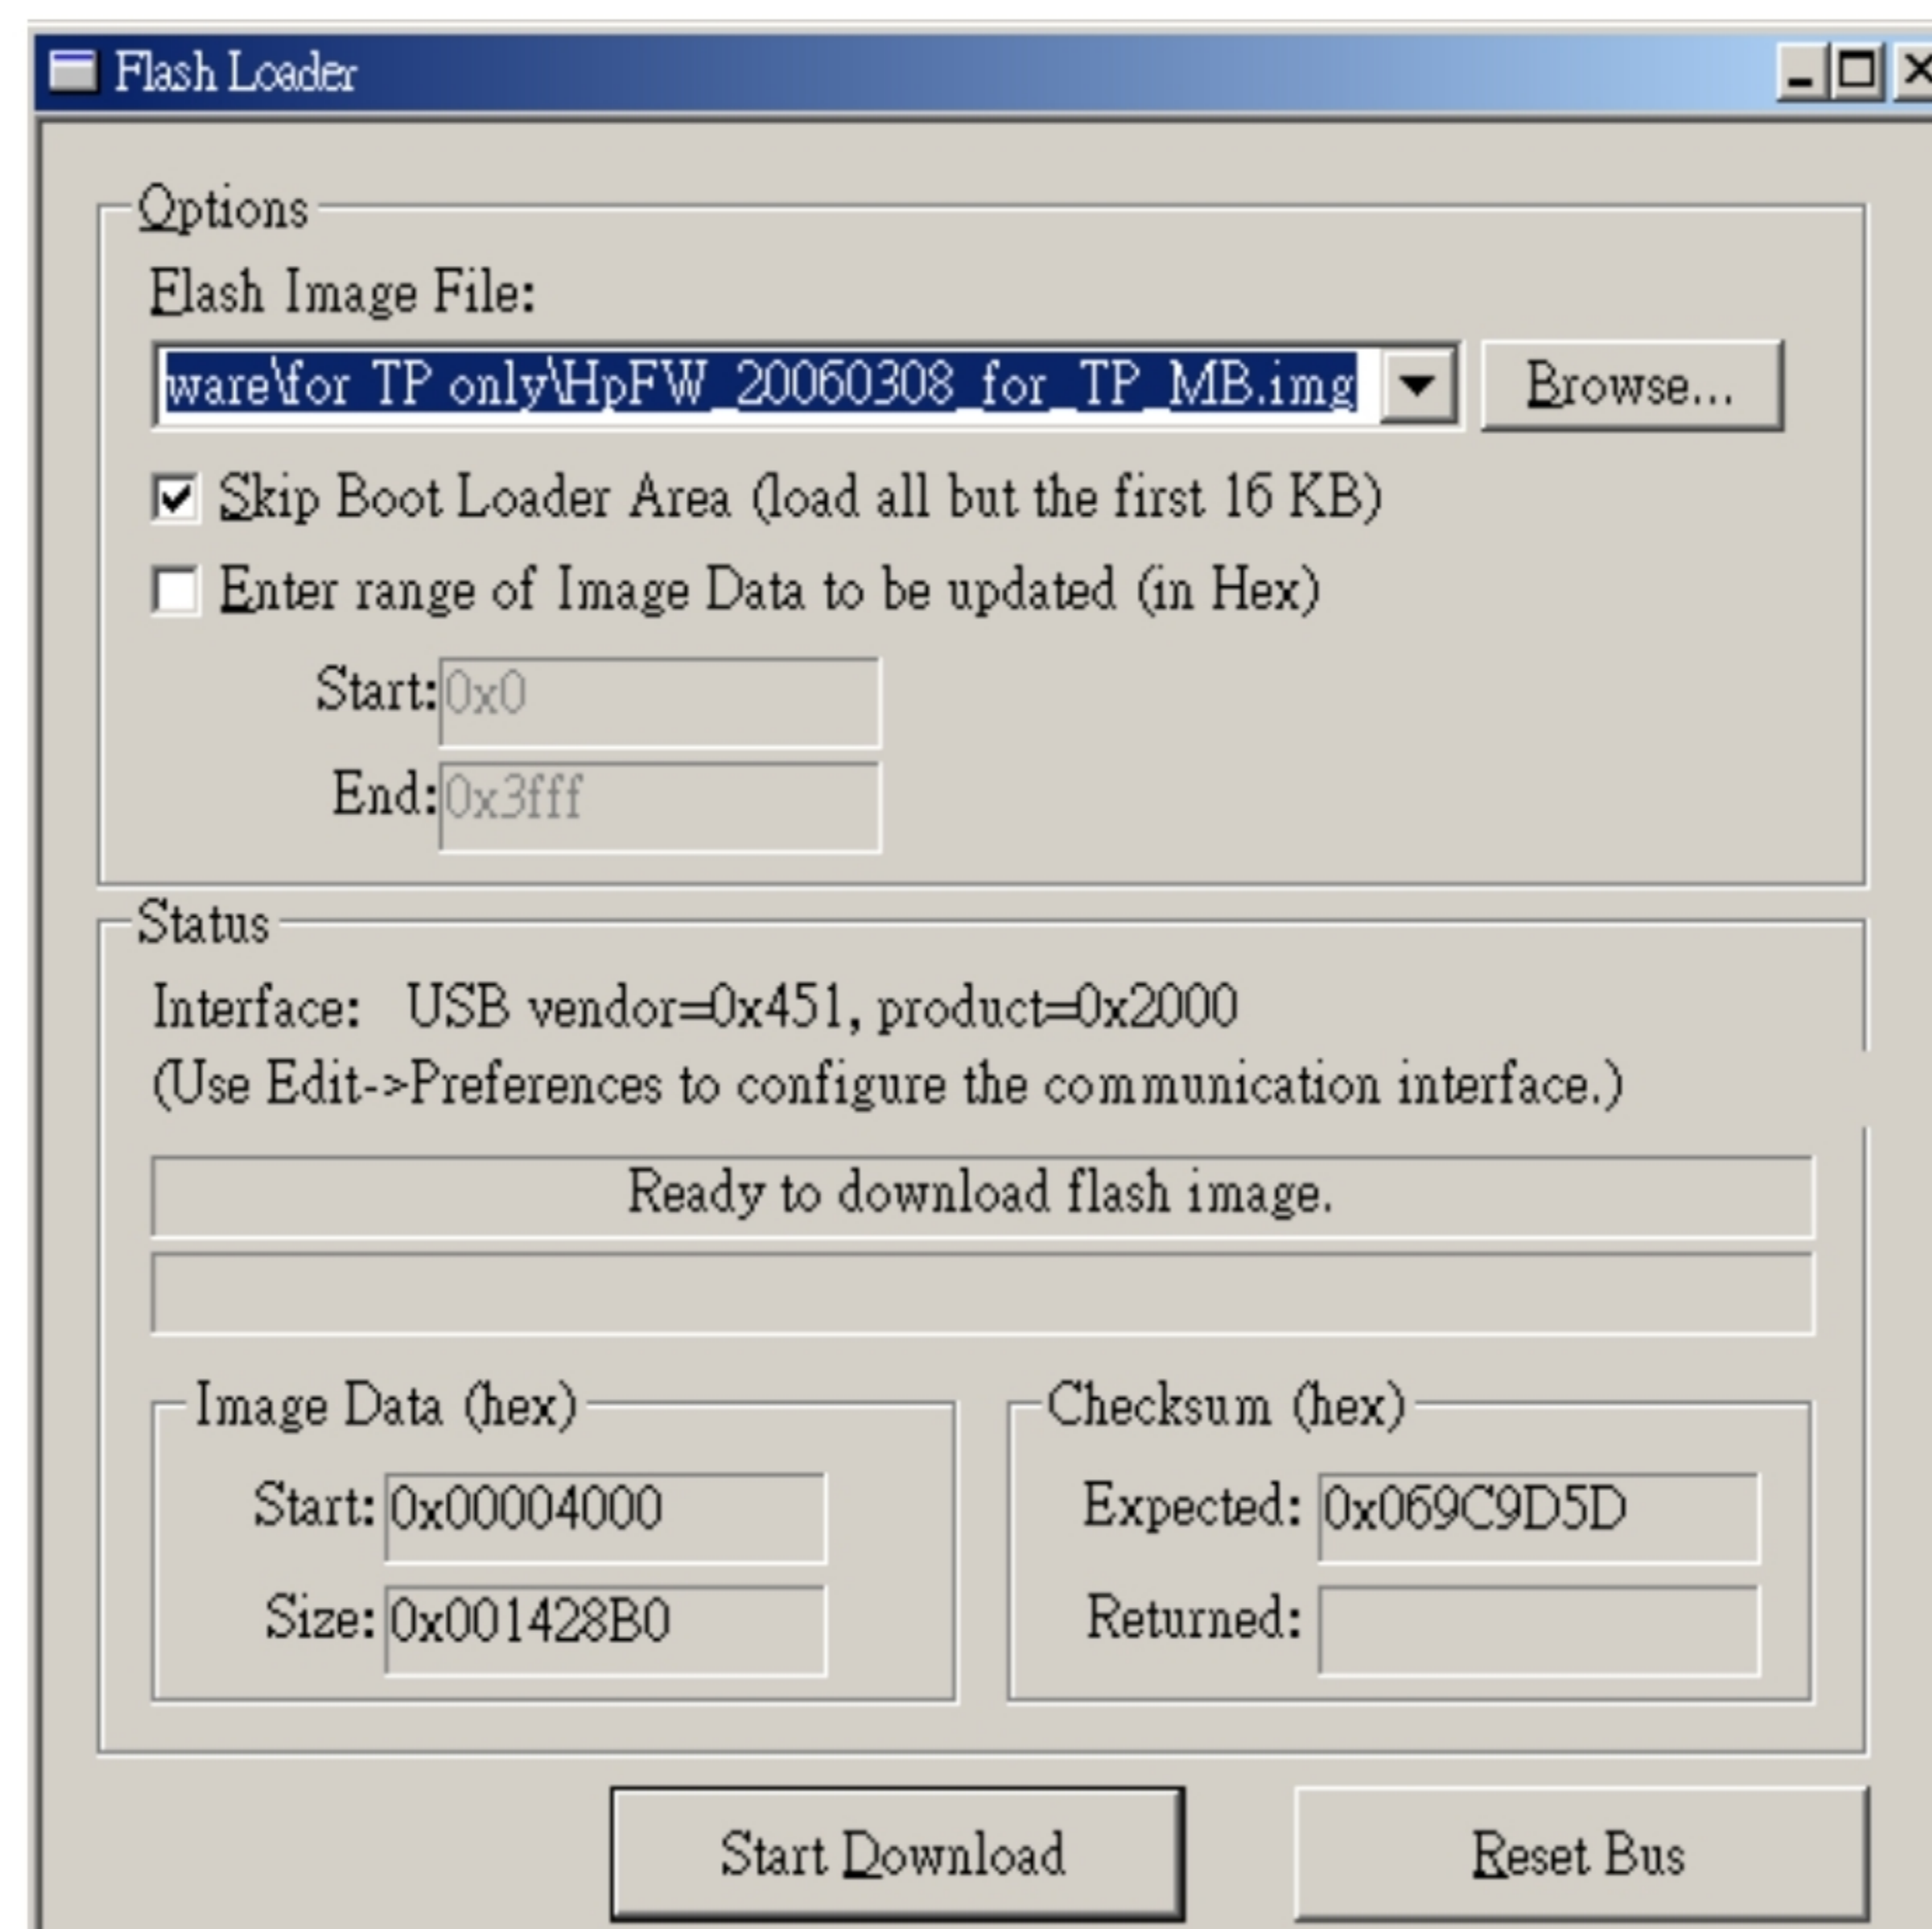 Flash Loader
Options
Flash Image File:
ware\for TP only\HpFW_20060308_for_TP_MB.img
Browse...
Skip Boot Loader Area (load all but the first 16 KB)
Enter range of Image Data to be updated (in Hex)
Start: 0x0
End: 0x3fff
Status
Interface: USB vendor=0x451, product=0x2000
(Use Edit->Preferences to configure the communication interface.)
Ready to download flash image.
Image Data (hex)
Start: 0x00004000
Size: 0x001428B0
Checksum (hex)
Expected: 0x069C9D5D
Returned:
Start Download
Reset Bus